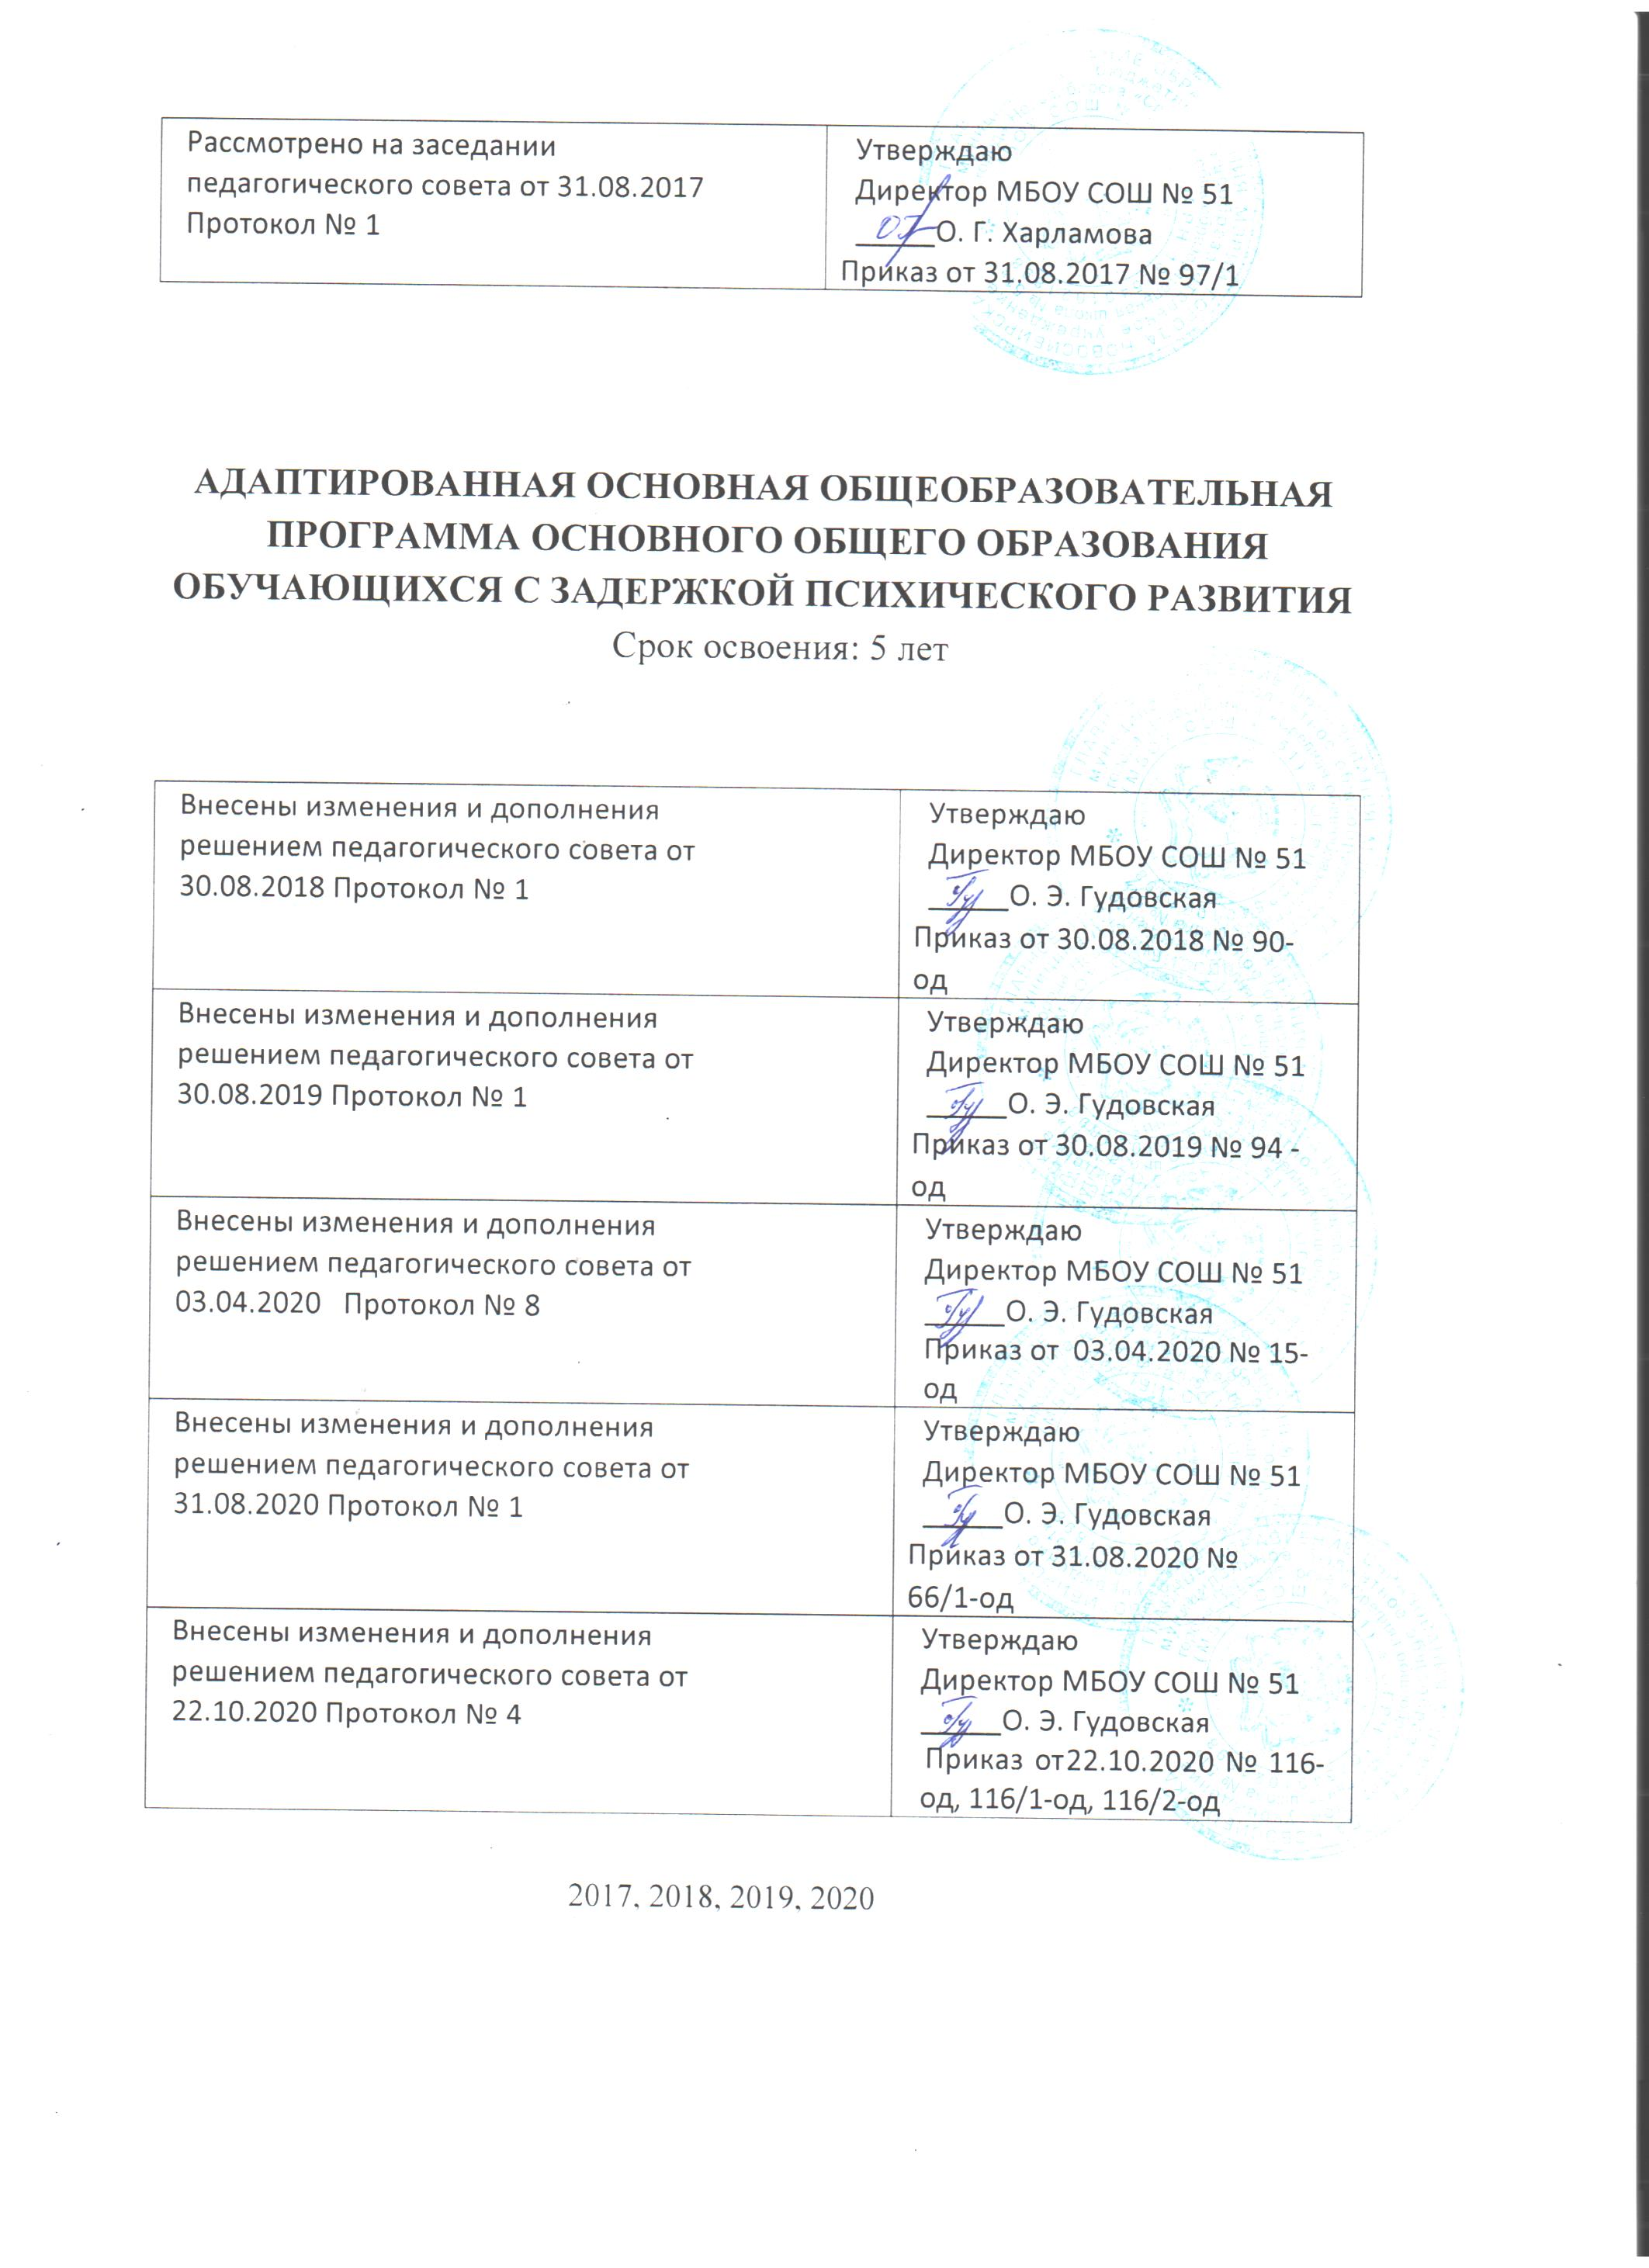 Рассмотрено на заседании
педагогического совета от 31.08.2017
Протокол № 1
Утверждаю
Директор МБОУ СОШ № 51
_____О. Г. Харламова
Приказ от 31.08.2017 № 97/1
АДАПТИРОВАННАЯ ОСНОВНАЯ ОБЩЕОБРАЗОВАТЕЛЬНАЯ
ПРОГРАММА ОСНОВНОГО ОБЩЕГО ОБРАЗОВАНИЯ
ОБУЧАЮЩИХСЯ С ЗАДЕРЖКОЙ ПСИХИЧЕСКОГО РАЗВИТИЯ
Срок освоения: 5 лет
Внесены изменения и дополнения
решением педагогического совета от
30.08.2018 Протокол № 1
Утверждаю
Директор МБОУ СОШ № 51
_____О. Э. Гудовская
Приказ от 30.08.2018 № 90-
од
Внесены изменения и дополнения
решением педагогического совета от
30.08.2019 Протокол № 1
Утверждаю
Директор МБОУ СОШ № 51
_____О. Э. Гудовская
Приказ от 30.08.2019 № 94 -
од
Внесены изменения и дополнения
решением педагогического совета от
03.04.2020 Протокол № 8
Утверждаю
Директор МБОУ СОШ № 51
_____О. Э. Гудовская
Приказ от 03.04.2020 № 15-
од
Внесены изменения и дополнения
решением педагогического совета от
31.08.2020 Протокол № 1
Утверждаю
Директор МБОУ СОШ № 51
_____О. Э. Гудовская
Приказ от 31.08.2020 №
66/1-од
Внесены изменения и дополнения
решением педагогического совета от
22.10.2020 Протокол № 4
Утверждаю
Директор МБОУ СОШ № 51
_____О. Э. Гудовская
Приказ от22.10.2020 № 116-
од, 116/1-од, 116/2-од
2017, 2018, 2019, 2020